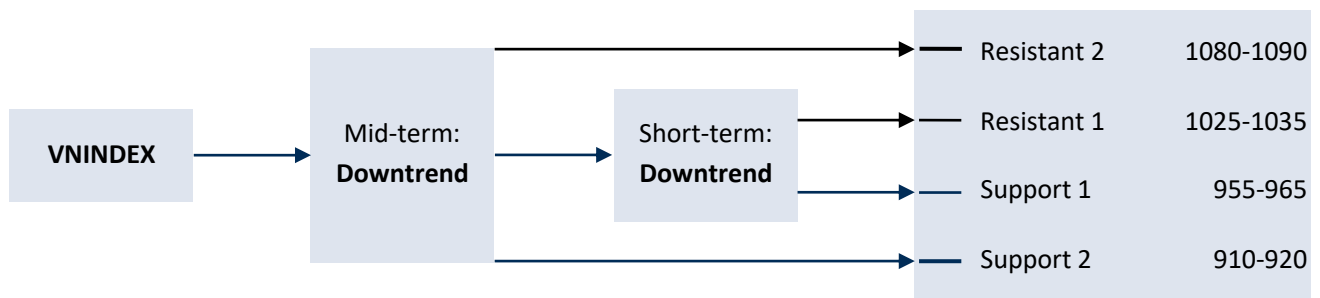 VNINDEX
Mid-term:
Downtrend
Short-term:
Downtrend
Resistant 2 1080-1090
Resistant 1 1025-1035
Support 1 955-965
Support 2 910-920